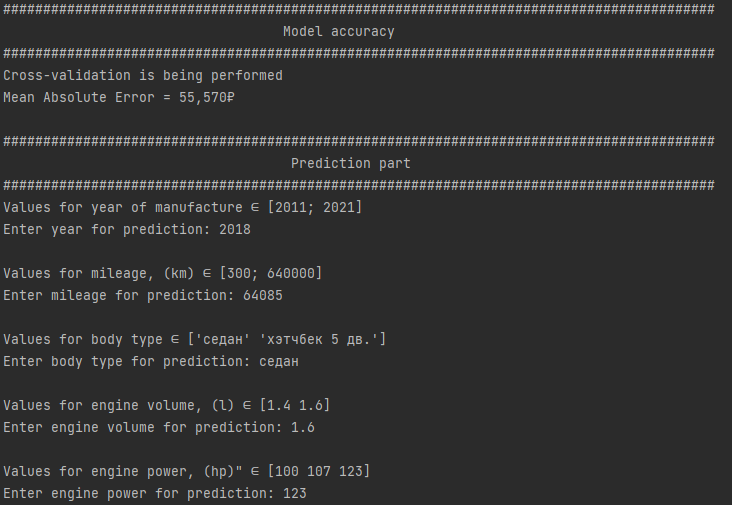 #########################################################################################
Model accuracy
#########################################################################################
Cross-validation is being performed
Mean Absolute Error = 55,570₽
#########################################################################################
Prediction part
#########################################################################################
Values for year of manufacture ∈ [2011; 2021]
Enter year for prediction: 2018
Values for mileage, (km) ∈ [300; 640000]
Enter mileage for prediction: 64085
Values for body type ∈ ['седан' 'хэтчбек 5 дв.']
Enter body type for prediction: седан
Values for engine volume, (l) ∈ [1.4 1.6]
Enter engine volume for prediction: 1.6
Values for engine power, (hp)" ∈ [100 107 123]
Enter engine power for prediction: 123